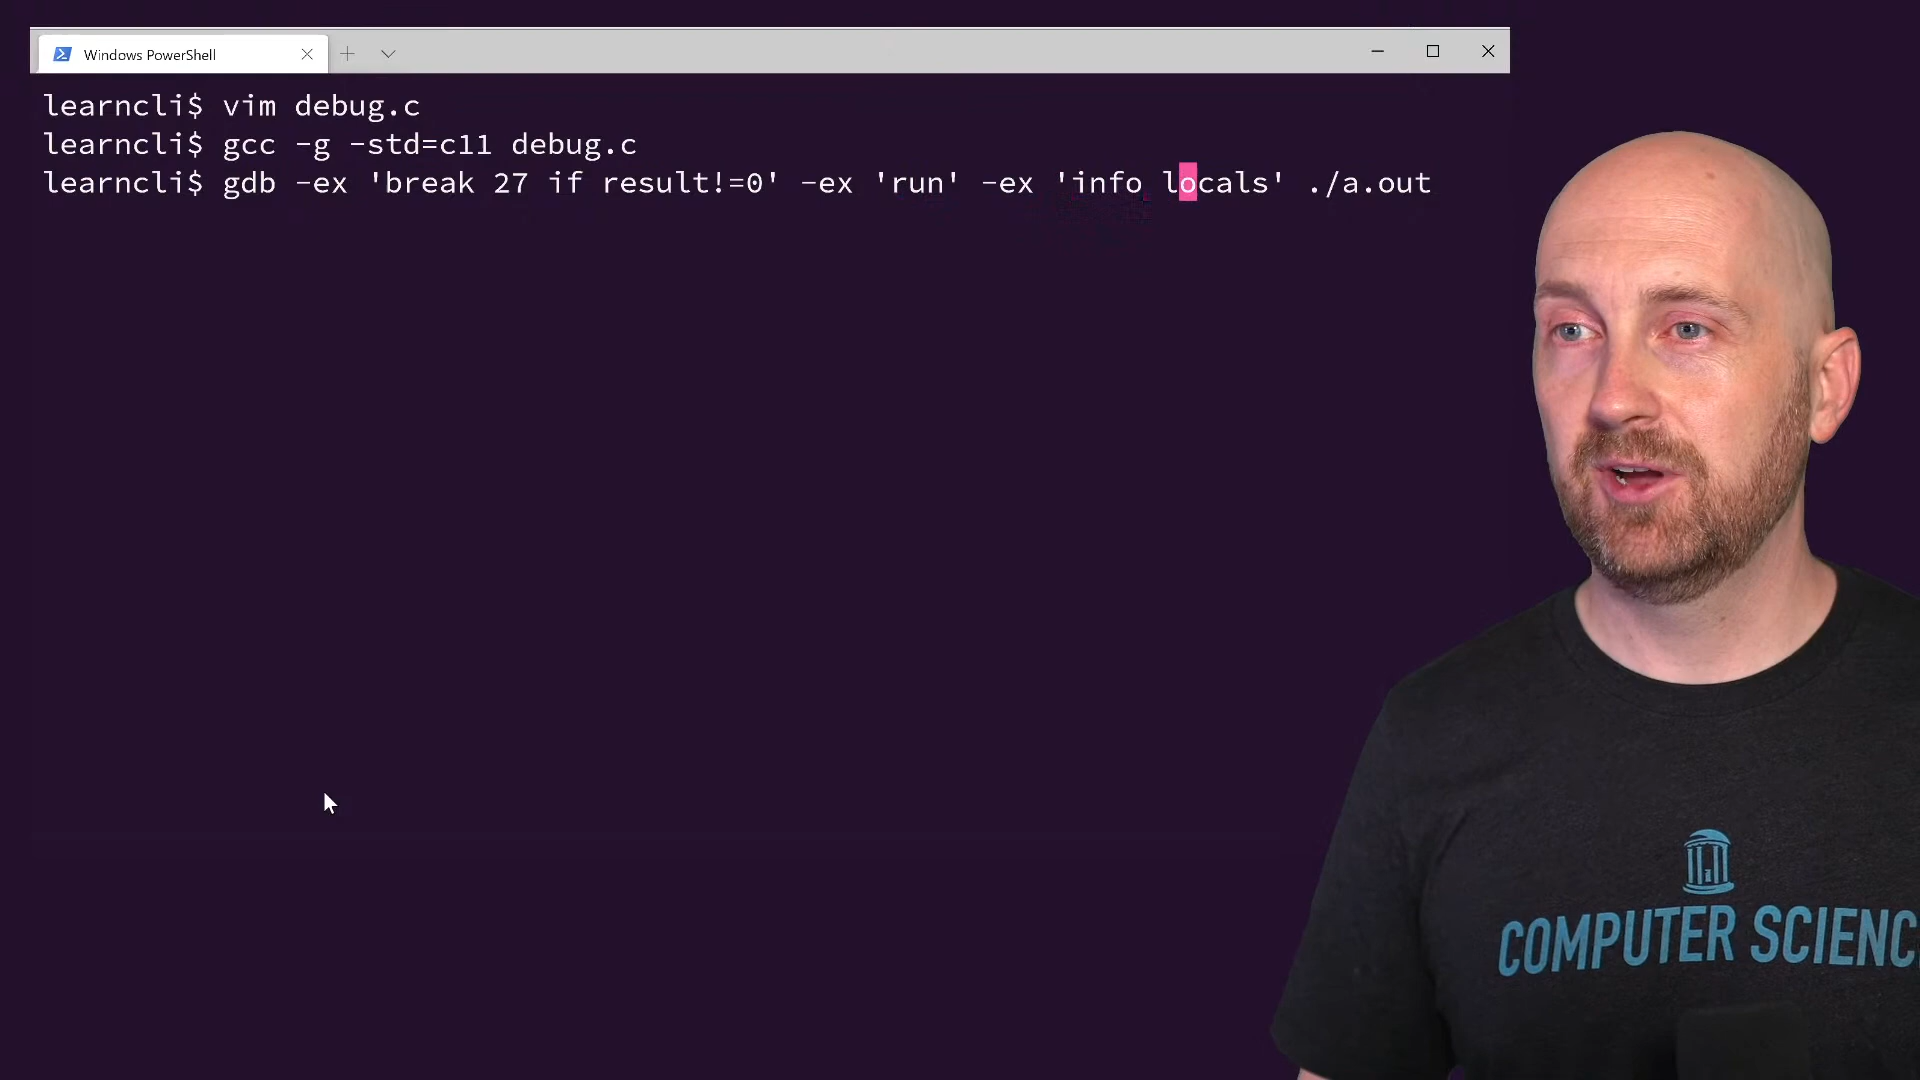 Windows PowerShell
learncli$ vim debug.c
learncli$ gcc -g -std=c11 debug.c
learncli$ gdb -ex 'break 27 if result!=0' -ex 'run' -ex 'info locals' ./a.out
COMPUTER SCIENC